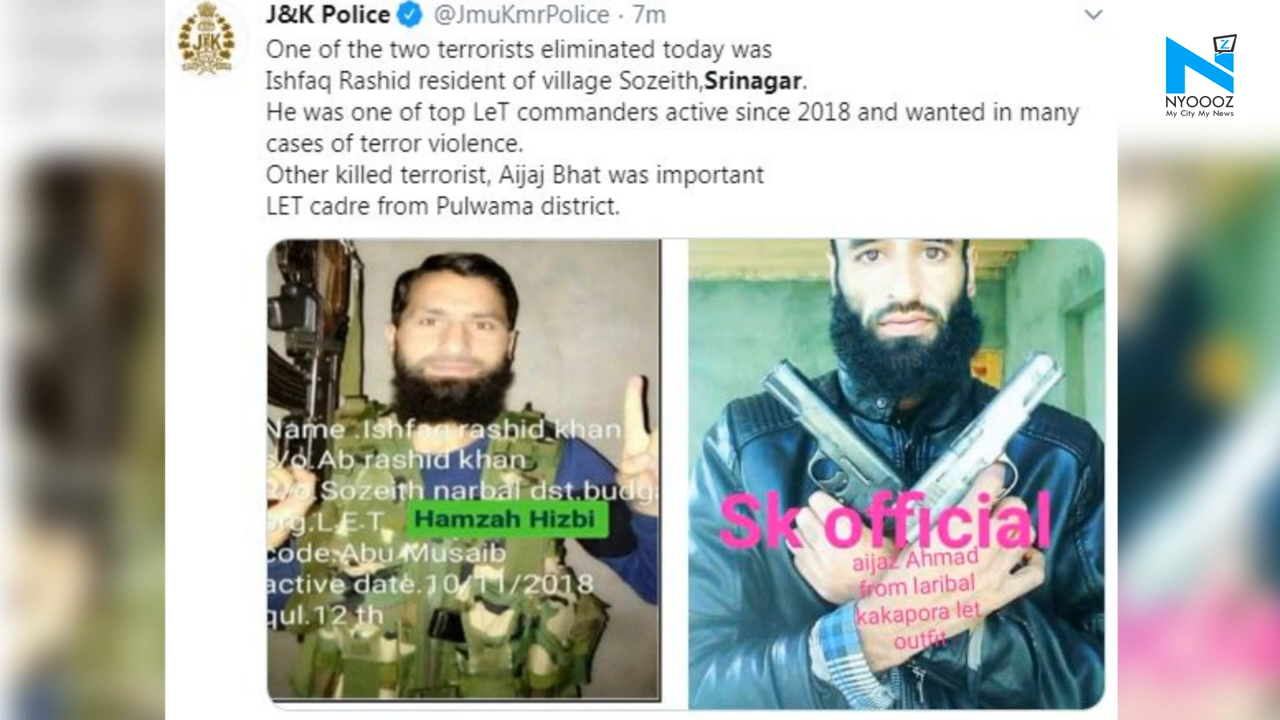 J&K Police @JmuKmrPolice · 7m
One of the two terrorists eliminated today was
Ishfaq Rashid resident of village Sozeith,Srinagar.
He was one of top LeT commanders active since 2018 and wanted in many
cases of terror violence.
Other killed terrorist, Aijaj Bhat was important
LET cadre from Pulwama district.
Name .Ishfaq rashid khan
s/o.Ab rashid khan
R/o.Sozeith narbal dst.budg
org.L.E.T
Hamzah Hizbi
code.Abu Musaib
active date.10/11/2018
qul.12 th
Sk official
aijaz Ahmad
from laribal
kakapora let
outfit
NYOOOZ
My City My News